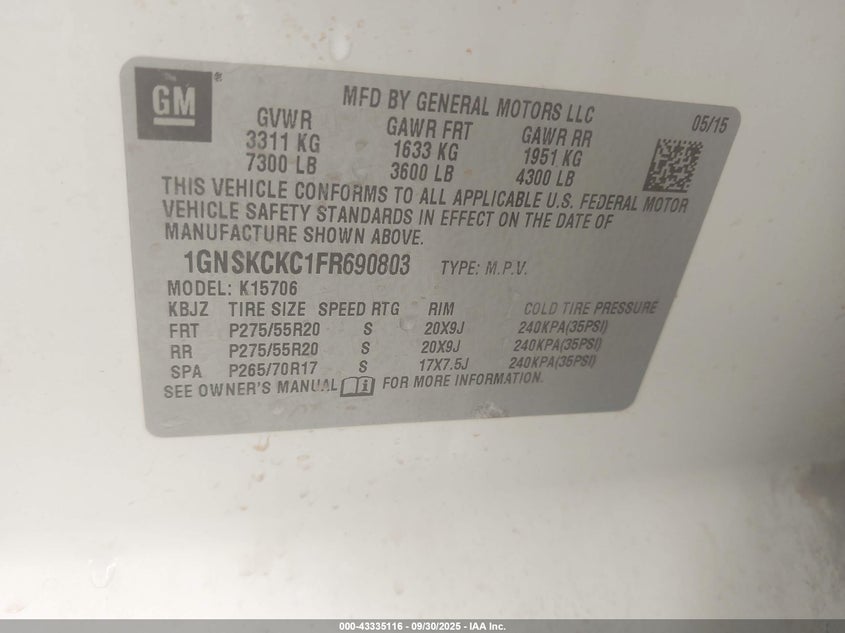 The
GM ®
MFD BY GENERAL MOTORS LLC
05/15
GVWR GAWR FRT GAWR RR
3311 KG 1633 KG 1951 KG
7300 LB 3600 LB 4300 LB
THIS VEHICLE CONFORMS TO ALL APPLICABLE U.S. FEDERAL MOTOR
VEHICLE SAFETY STANDARDS IN EFFECT ON THE DATE OF
MANUFACTURE SHOWN ABOVE.
1GNSKCKC1FR690803 TYPE: M.P.V.
MODEL: K15706
KBJZ TIRE SIZE SPEED RTG RIM COLD TIRE PRESSURE
FRT P275/55R20 S 20X9J 240KPA(35PSI)
RR P275/55R20 S 20X9J 240KPA(35PSI)
SPA P265/70R17 S 17X7.5J 240KPA(35PSI)
SEE OWNER'S MANUAL FOR MORE INFORMATION.
000-43335116 - 09/30/2025 - IAA Inc.